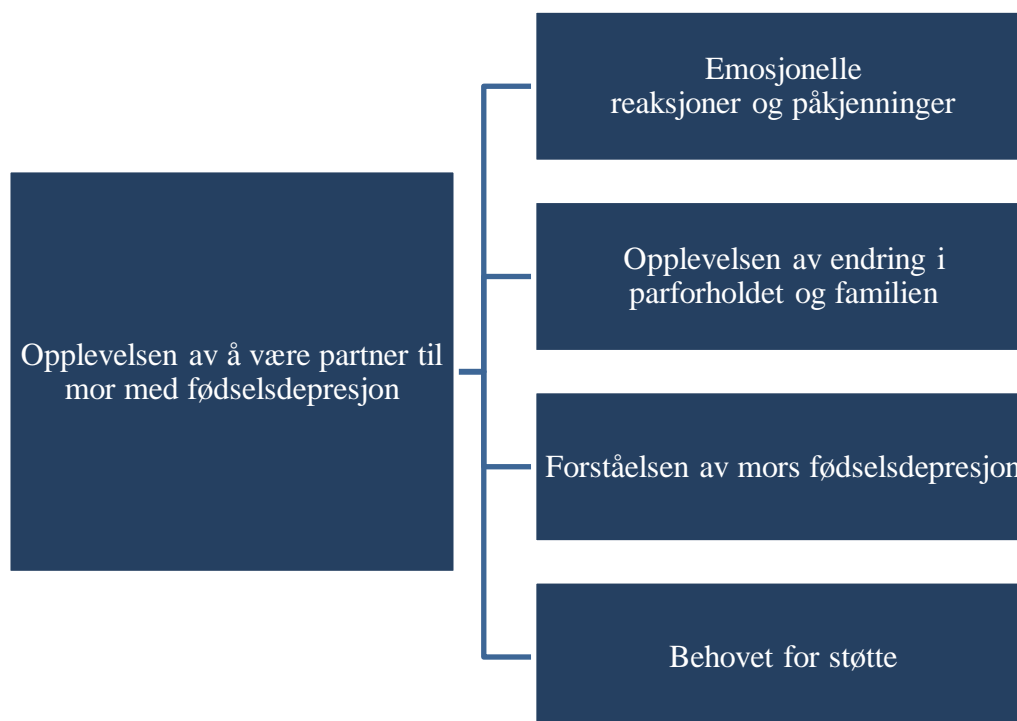 Emosjonelle
reaksjoner og påkjenninger
Opplevelsen av endring i
parforholdet og familien
Opplevelsen av å være partner til
mor med fødselsdepresjon
Forståelsen av mors fødselsdepresjon
Behovet for støtte